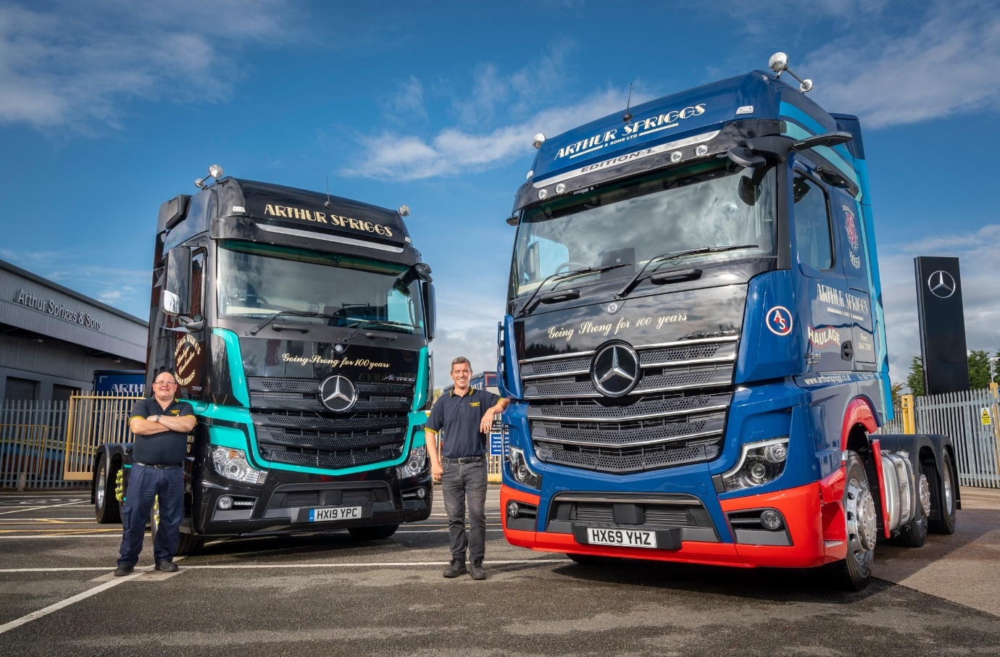 Arthur Spriggs & Sons
ARTHUR SPRIGGS
Going Strong for 100 years
ACTROS
HX19 YPC
ARTHUR SPRIGGS
& SONS LTD
EDITION 1
Going Strong for 100 years
HX69 YHZ
AS
ARTHUR SPRIGGS
HAULAGE
www.arthurspriggs.co.uk
ARTH